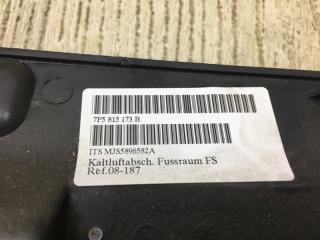 7P5 815 173 B
ITS MJS5896582A
Kaltluftabsch. Fussraum FS
Ref.08-187